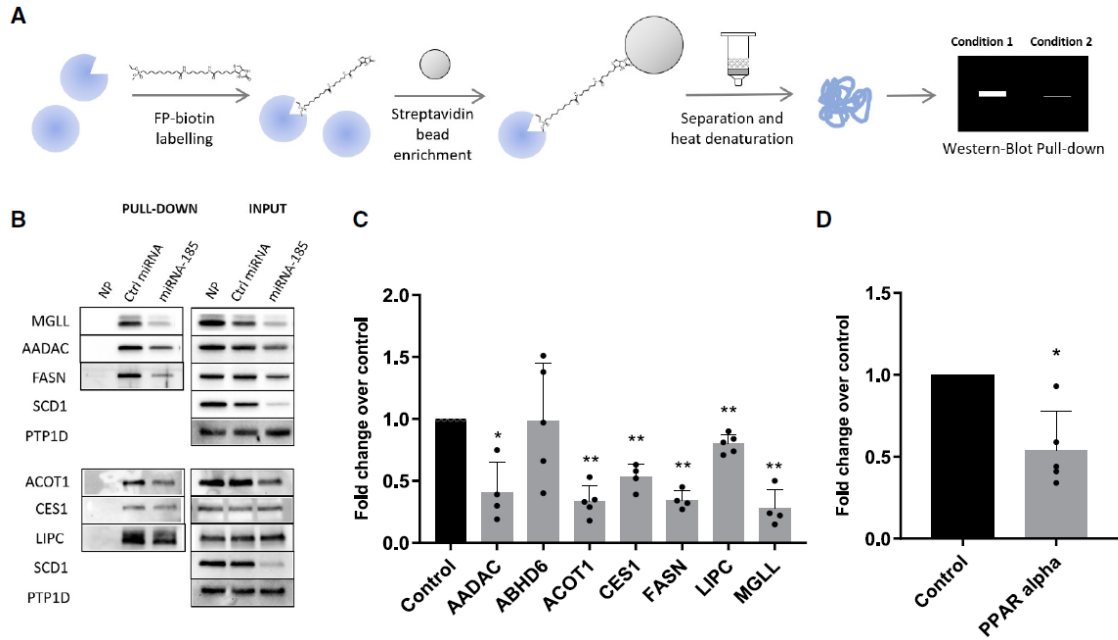 A
FP-biotin
labelling
Streptavidin
bead
enrichment
Separation and
heat denaturation
Condition 1 Condition 2
Western-Blot Pull-down
B
PULL-DOWN INPUT
NP Ctrl miRNA miRNA-185 NP Ctrl miRNA miRNA-185
MGLL
AADAC
FASN
SCD1
PTP1D
ACOT1
CES1
LIPC
SCD1
PTP1D
C
Fold change over control
2.0
1.5
1.0
0.5
0.0
* ** ** ** ** **
Control AADAC ABHD6 ACOT1 CES1 FASN LIPC MGLL
D
Fold change over control
1.5
1.0
0.5
0.0
*
Control PPAR alpha